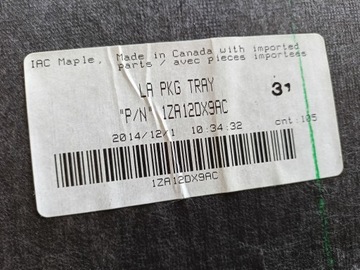 IAC Maple, Made in Canada with imported
parts / avec pieces importees
LA PKG TRAY
31
"P/N" 1ZA12DX9AC
2014/12/1 10:34:32 cnt:105
1ZA12DX9AC